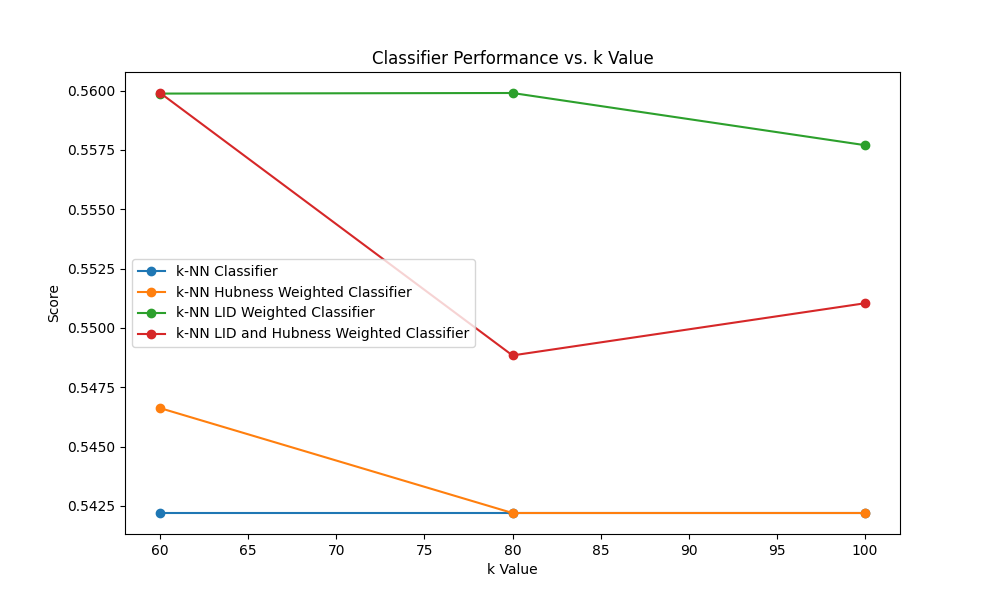 Classifier Performance vs. k Value
0.5600
0.5575
0.5550
0.5525
0.5500
0.5475
0.5450
0.5425
Score
k-NN Classifier
k-NN Hubness Weighted Classifier
k-NN LID Weighted Classifier
k-NN LID and Hubness Weighted Classifier
60 65 70 75 80 85 90 95 100
k Value